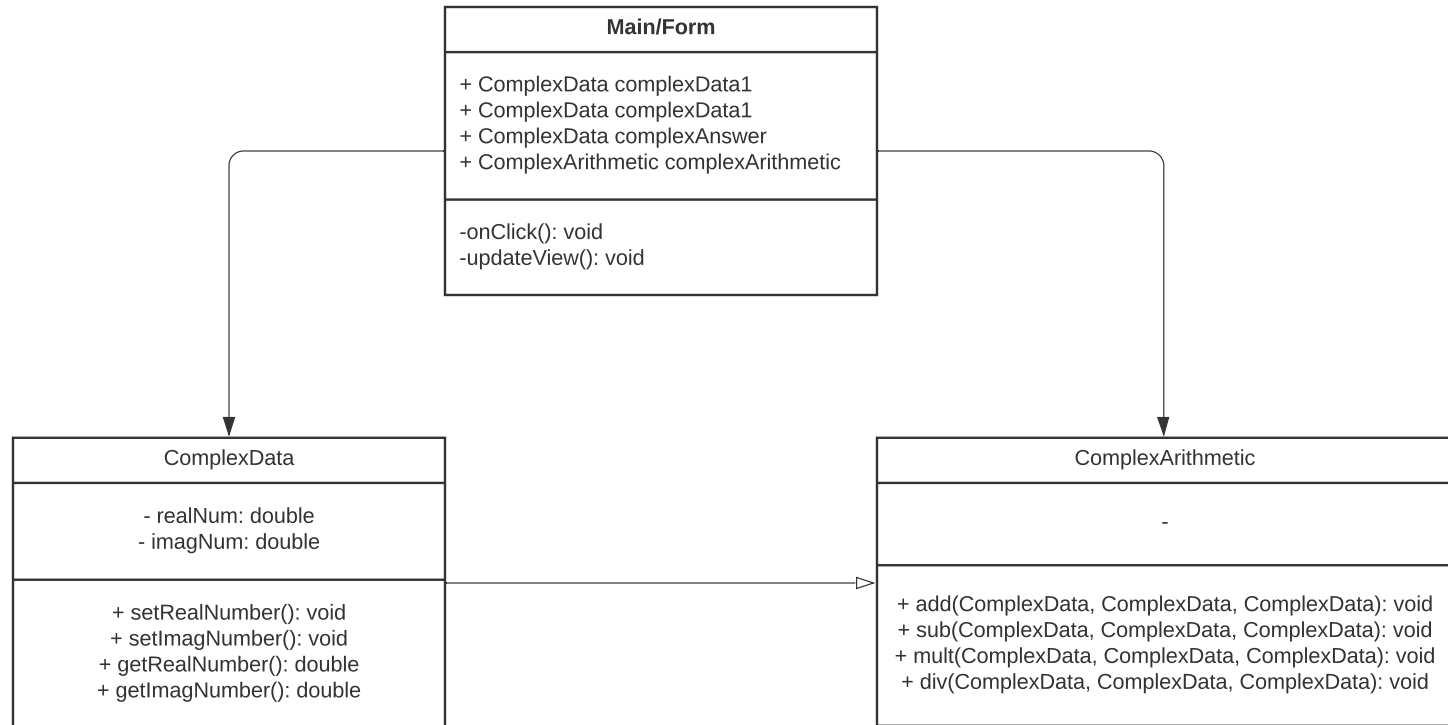 Main/Form
+ ComplexData complexData1
+ ComplexData complexData1
+ ComplexData complexAnswer
+ ComplexArithmetic complexArithmetic
-onClick(): void
-updateView(): void
ComplexData
- realNum: double
- imagNum: double
+ setRealNumber(): void
+ setImagNumber(): void
+ getRealNumber(): double
+ getImagNumber(): double
ComplexArithmetic
-
+ add(ComplexData, ComplexData, ComplexData): void
+ sub(ComplexData, ComplexData, ComplexData): void
+ mult(ComplexData, ComplexData, ComplexData): void
+ div(ComplexData, ComplexData, ComplexData): void